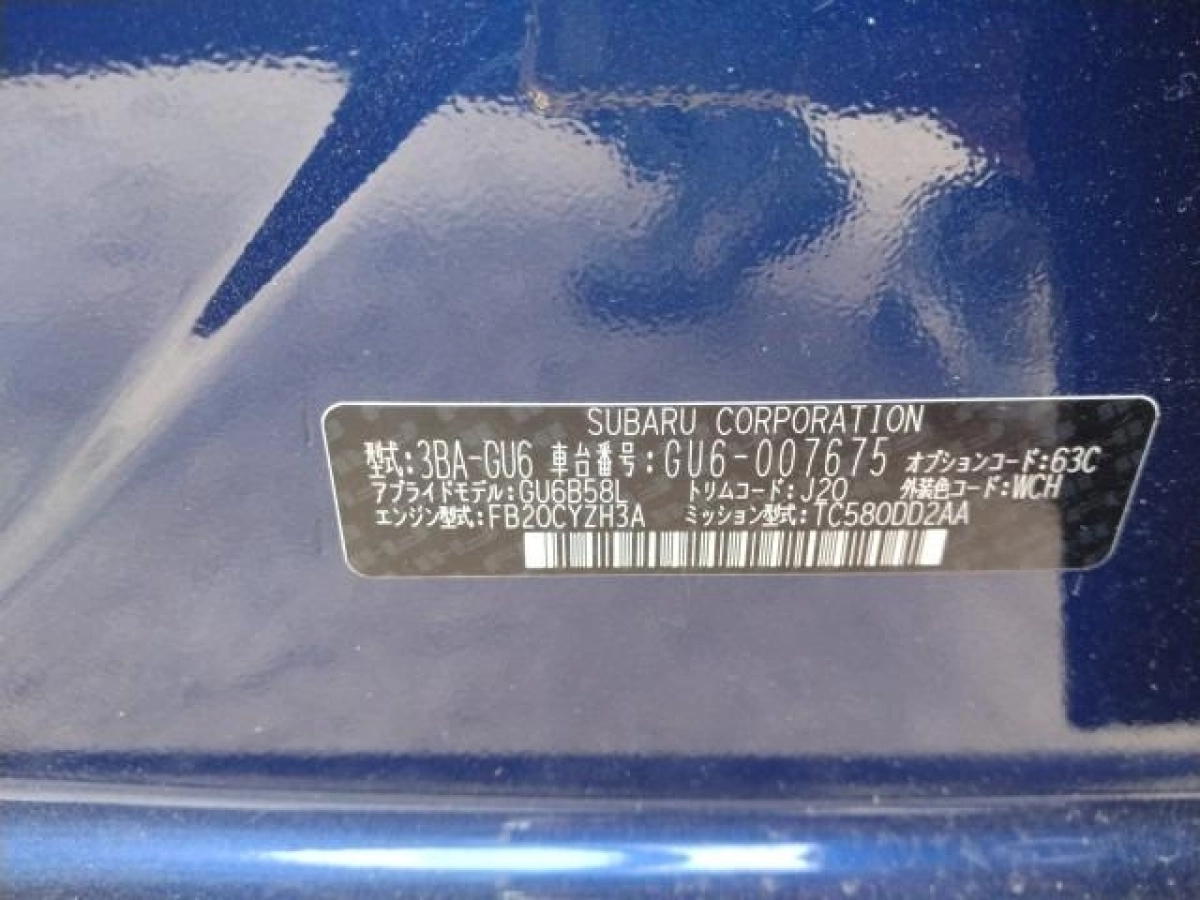 SUBARU CORPORATION
型式:3BA-GU6 車台番号:GU6-007675 オプションコード:63C
アプライドモデル:GU6B58L トリムコード:J20 外装色コード:WCH
エンジン型式:FB20CYZH3A ミッション型式:TC580DD2AA